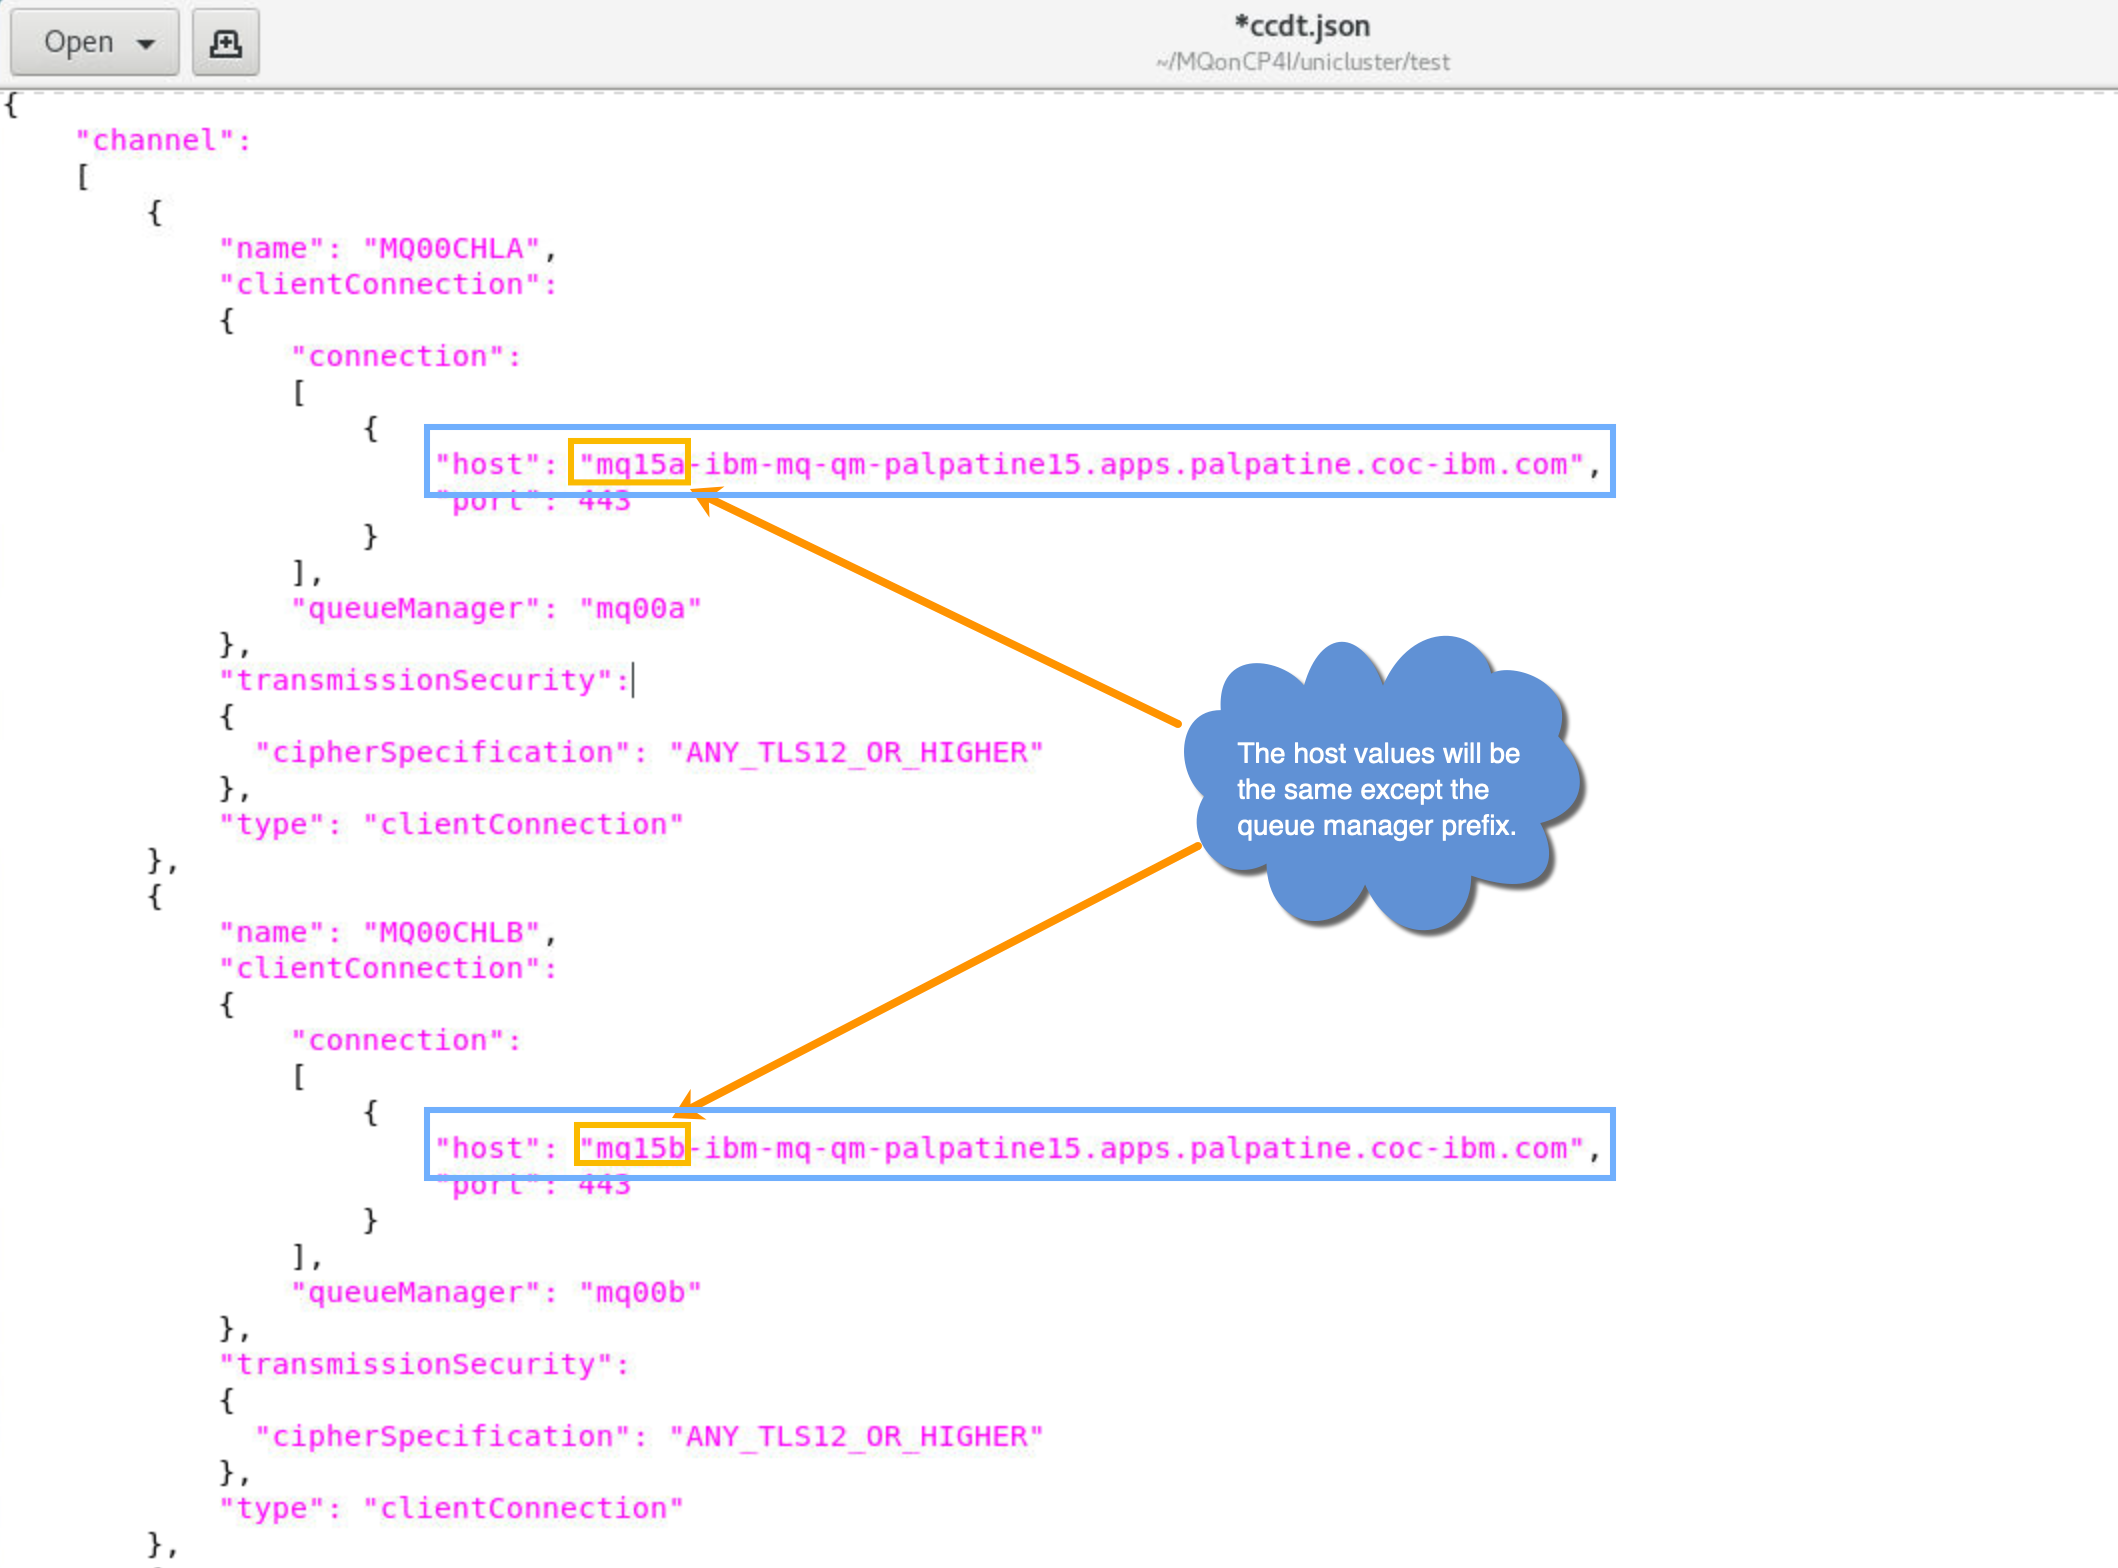 Open
*ccdt.json
~/MQonCP4I/unicluster/test
{
"channel":
[
{
"name": "MQ00CHLA",
"clientConnection":
{
"connection":
[
{
"host": "mq15a-ibm-mq-qm-palpatine15.apps.palpatine.coc-ibm.com",
"port": 443
}
],
"queueManager": "mq00a"
},
"transmissionSecurity":
{
"cipherSpecification": "ANY_TLS12_OR_HIGHER"
},
"type": "clientConnection"
},
{
The host values will be
the same except the
queue manager prefix.
"name": "MQ00CHLB",
"clientConnection":
{
"connection":
[
{
"host": "mq15b-ibm-mq-qm-palpatine15.apps.palpatine.coc-ibm.com",
"port": 443
}
],
"queueManager": "mq00b"
},
"transmissionSecurity":
{
"cipherSpecification": "ANY_TLS12_OR_HIGHER"
},
"type": "clientConnection"
},